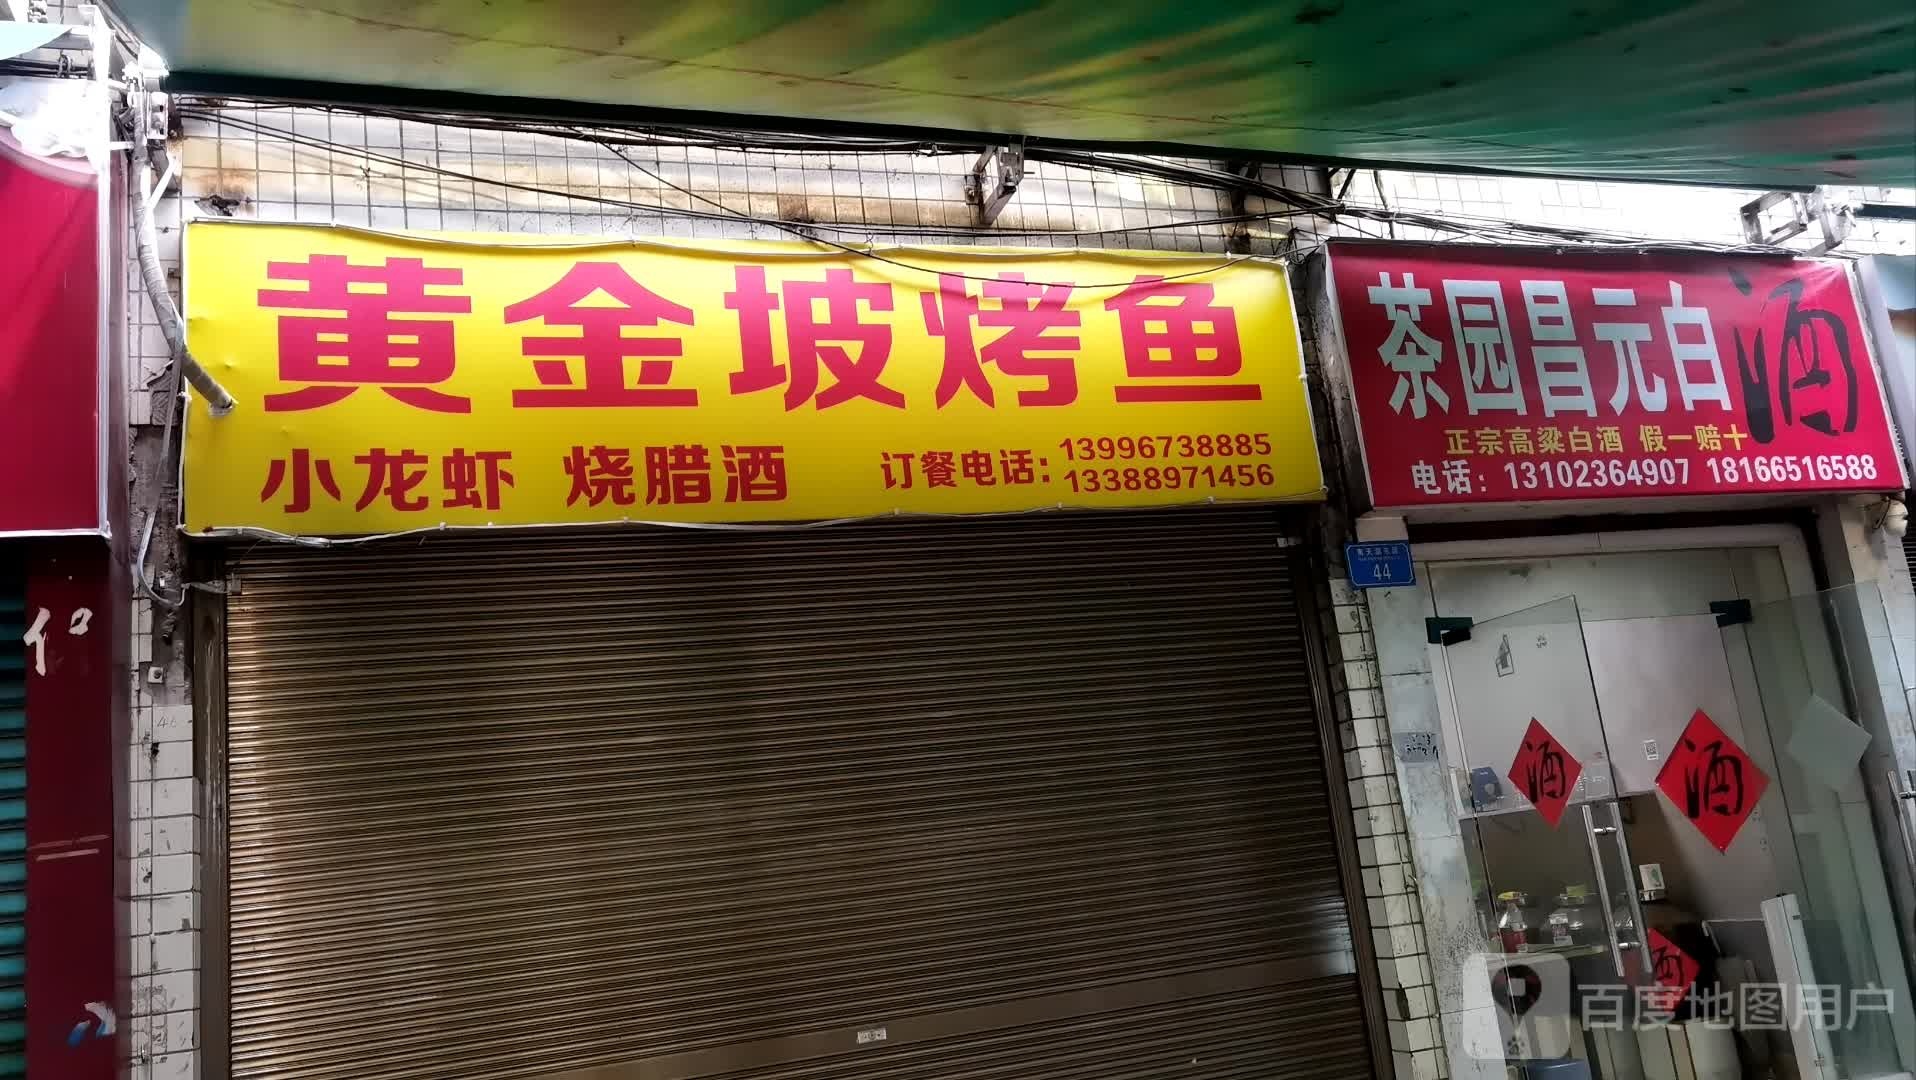 黄金坡烤鱼
小龙虾 烧腊酒
订餐电话:
13996738885
13388971456
茶园昌元白酒
正宗高粱白酒 假一赔十
电话: 13102364907 18166516588
44
酒
酒
酒
百度地图用户